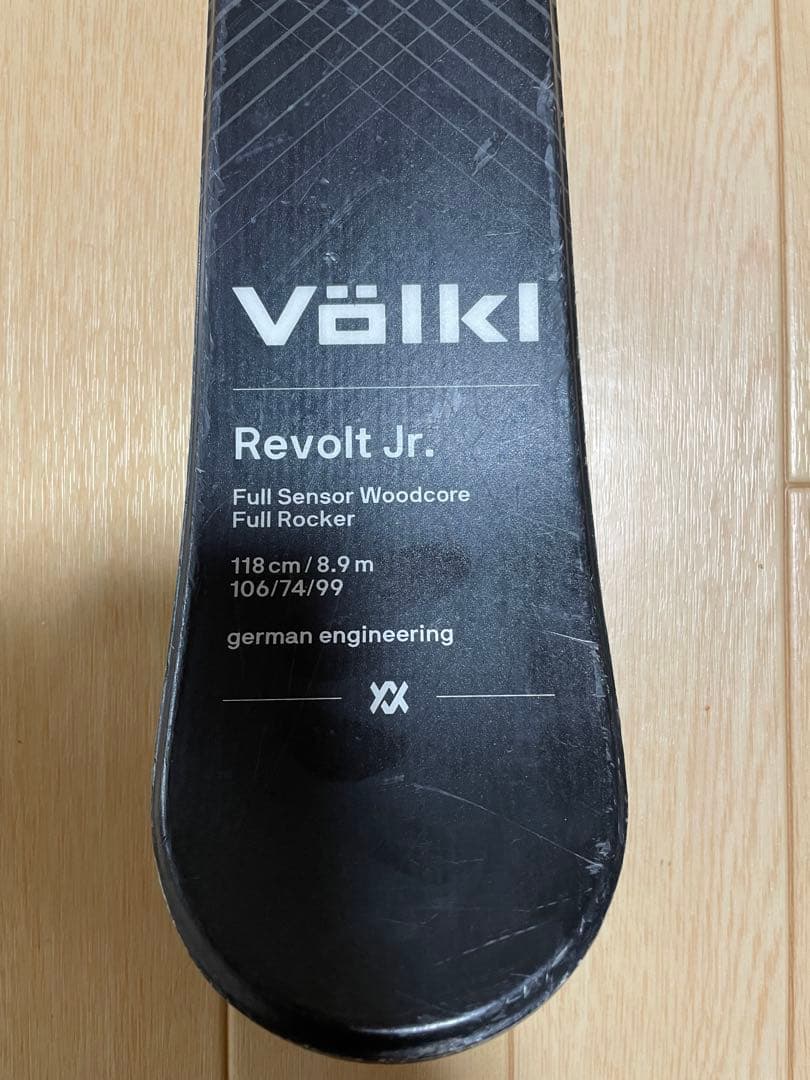 Völkl
Revolt Jr.
Full Sensor Woodcore
Full Rocker
118 cm / 8.9 m
106/74/99
german engineering